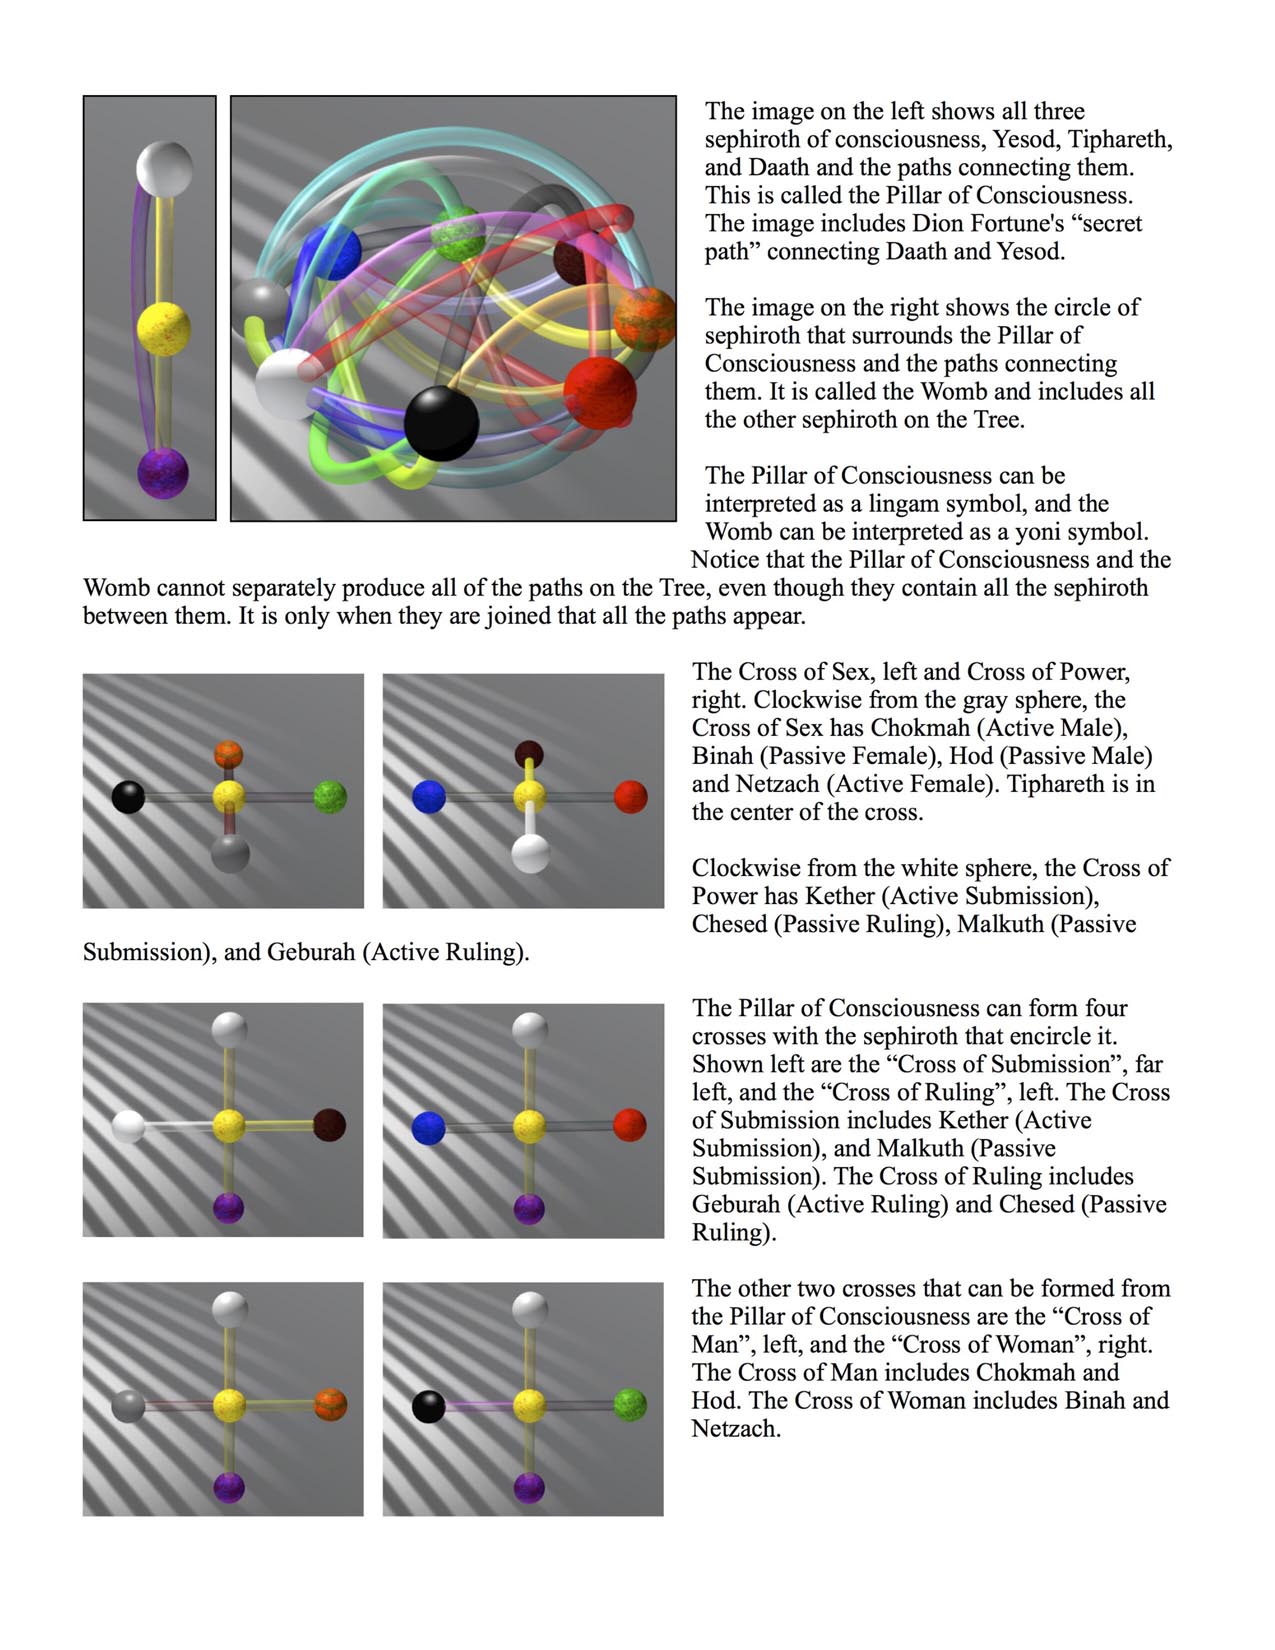 The image on the left shows all three
sephiroth of consciousness, Yesod, Tiphareth,
and Daath and the paths connecting them.
This is called the Pillar of Consciousness.
The image includes Dion Fortune's “secret
path” connecting Daath and Yesod.
The image on the right shows the circle of
sephiroth that surrounds the Pillar of
Consciousness and the paths connecting
them. It is called the Womb and includes all
the other sephiroth on the Tree.
The Pillar of Consciousness can be
interpreted as a lingam symbol, and the
Womb can be interpreted as a yoni symbol.
Notice that the Pillar of Consciousness and the
Womb cannot separately produce all of the paths on the Tree, even though they contain all the sephiroth
between them. It is only when they are joined that all the paths appear.
The Cross of Sex, left and Cross of Power,
right. Clockwise from the gray sphere, the
Cross of Sex has Chokmah (Active Male),
Binah (Passive Female), Hod (Passive Male)
and Netzach (Active Female). Tiphareth is in
the center of the cross.
Clockwise from the white sphere, the Cross of
Power has Kether (Active Submission),
Chesed (Passive Ruling), Malkuth (Passive
Submission), and Geburah (Active Ruling).
The Pillar of Consciousness can form four
crosses with the sephiroth that encircle it.
Shown left are the “Cross of Submission”, far
left, and the “Cross of Ruling”, left. The Cross
of Submission includes Kether (Active
Submission), and Malkuth (Passive
Submission). The Cross of Ruling includes
Geburah (Active Ruling) and Chesed (Passive
Ruling).
The other two crosses that can be formed from
the Pillar of Consciousness are the “Cross of
Man”, left, and the “Cross of Woman”, right.
The Cross of Man includes Chokmah and
Hod. The Cross of Woman includes Binah and
Netzach.